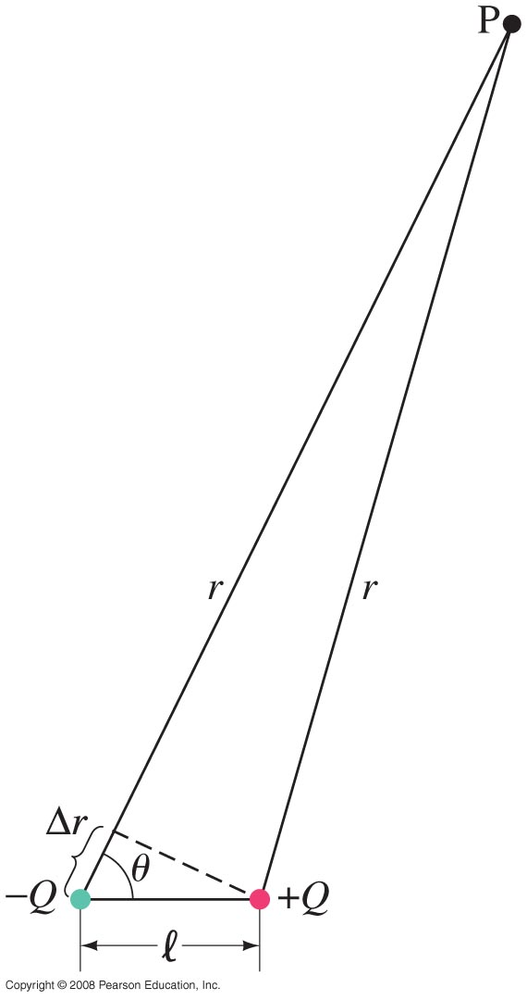 P
r
r
Δr
θ
−Q
+Q
ℓ
Copyright © 2008 Pearson Education, Inc.